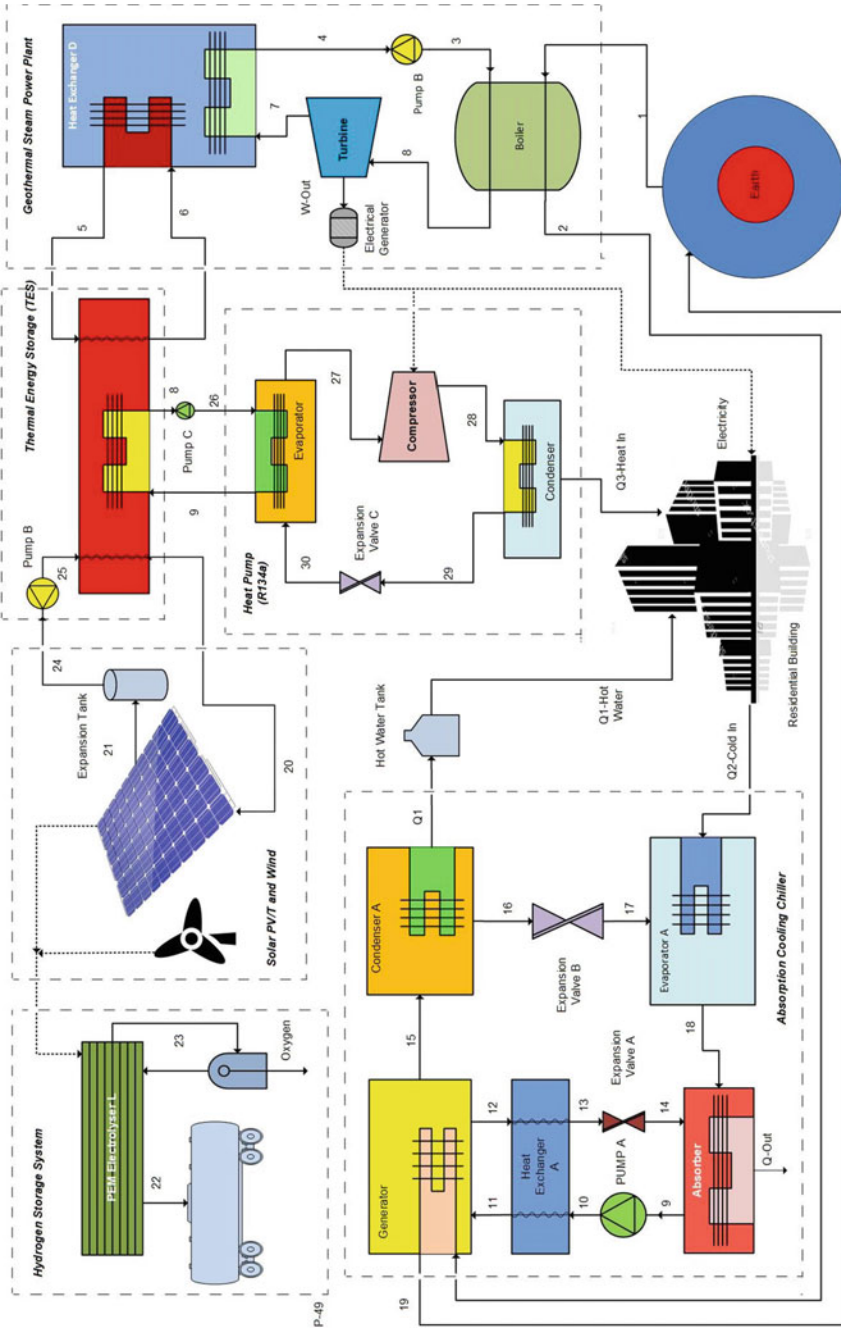 Hydrogen Storage System
PEM Electrolyser L
22
23
Oxygen
P-49
Solar PV/T and Wind
Expansion Tank
21
20
24
Pump B
25
Thermal Energy Storage (TES)
8
Pump C
26
9
Heat Pump
(R134a)
Evaporator
27
30
Expansion
Valve C
Compressor
28
29
Condenser
Q3-Heat In
Geothermal Steam Power Plant
Heat Exchanger D
5
6
4
7
Pump B
3
Turbine
W-Out
Electrical
Generator
8
Boiler
2
1
Earth
Absorption Cooling Chiller
Generator
19
15
Condenser A
Q1
Hot Water Tank
Q1-Hot
Water
12
11
Heat
Exchanger
A
13
10
Expansion
Valve A
PUMP A
14
9
Absorber
Q-Out
16
Expansion
Valve B
17
Evaporator A
18
Q2-Cold In
Electricity
Residential Building